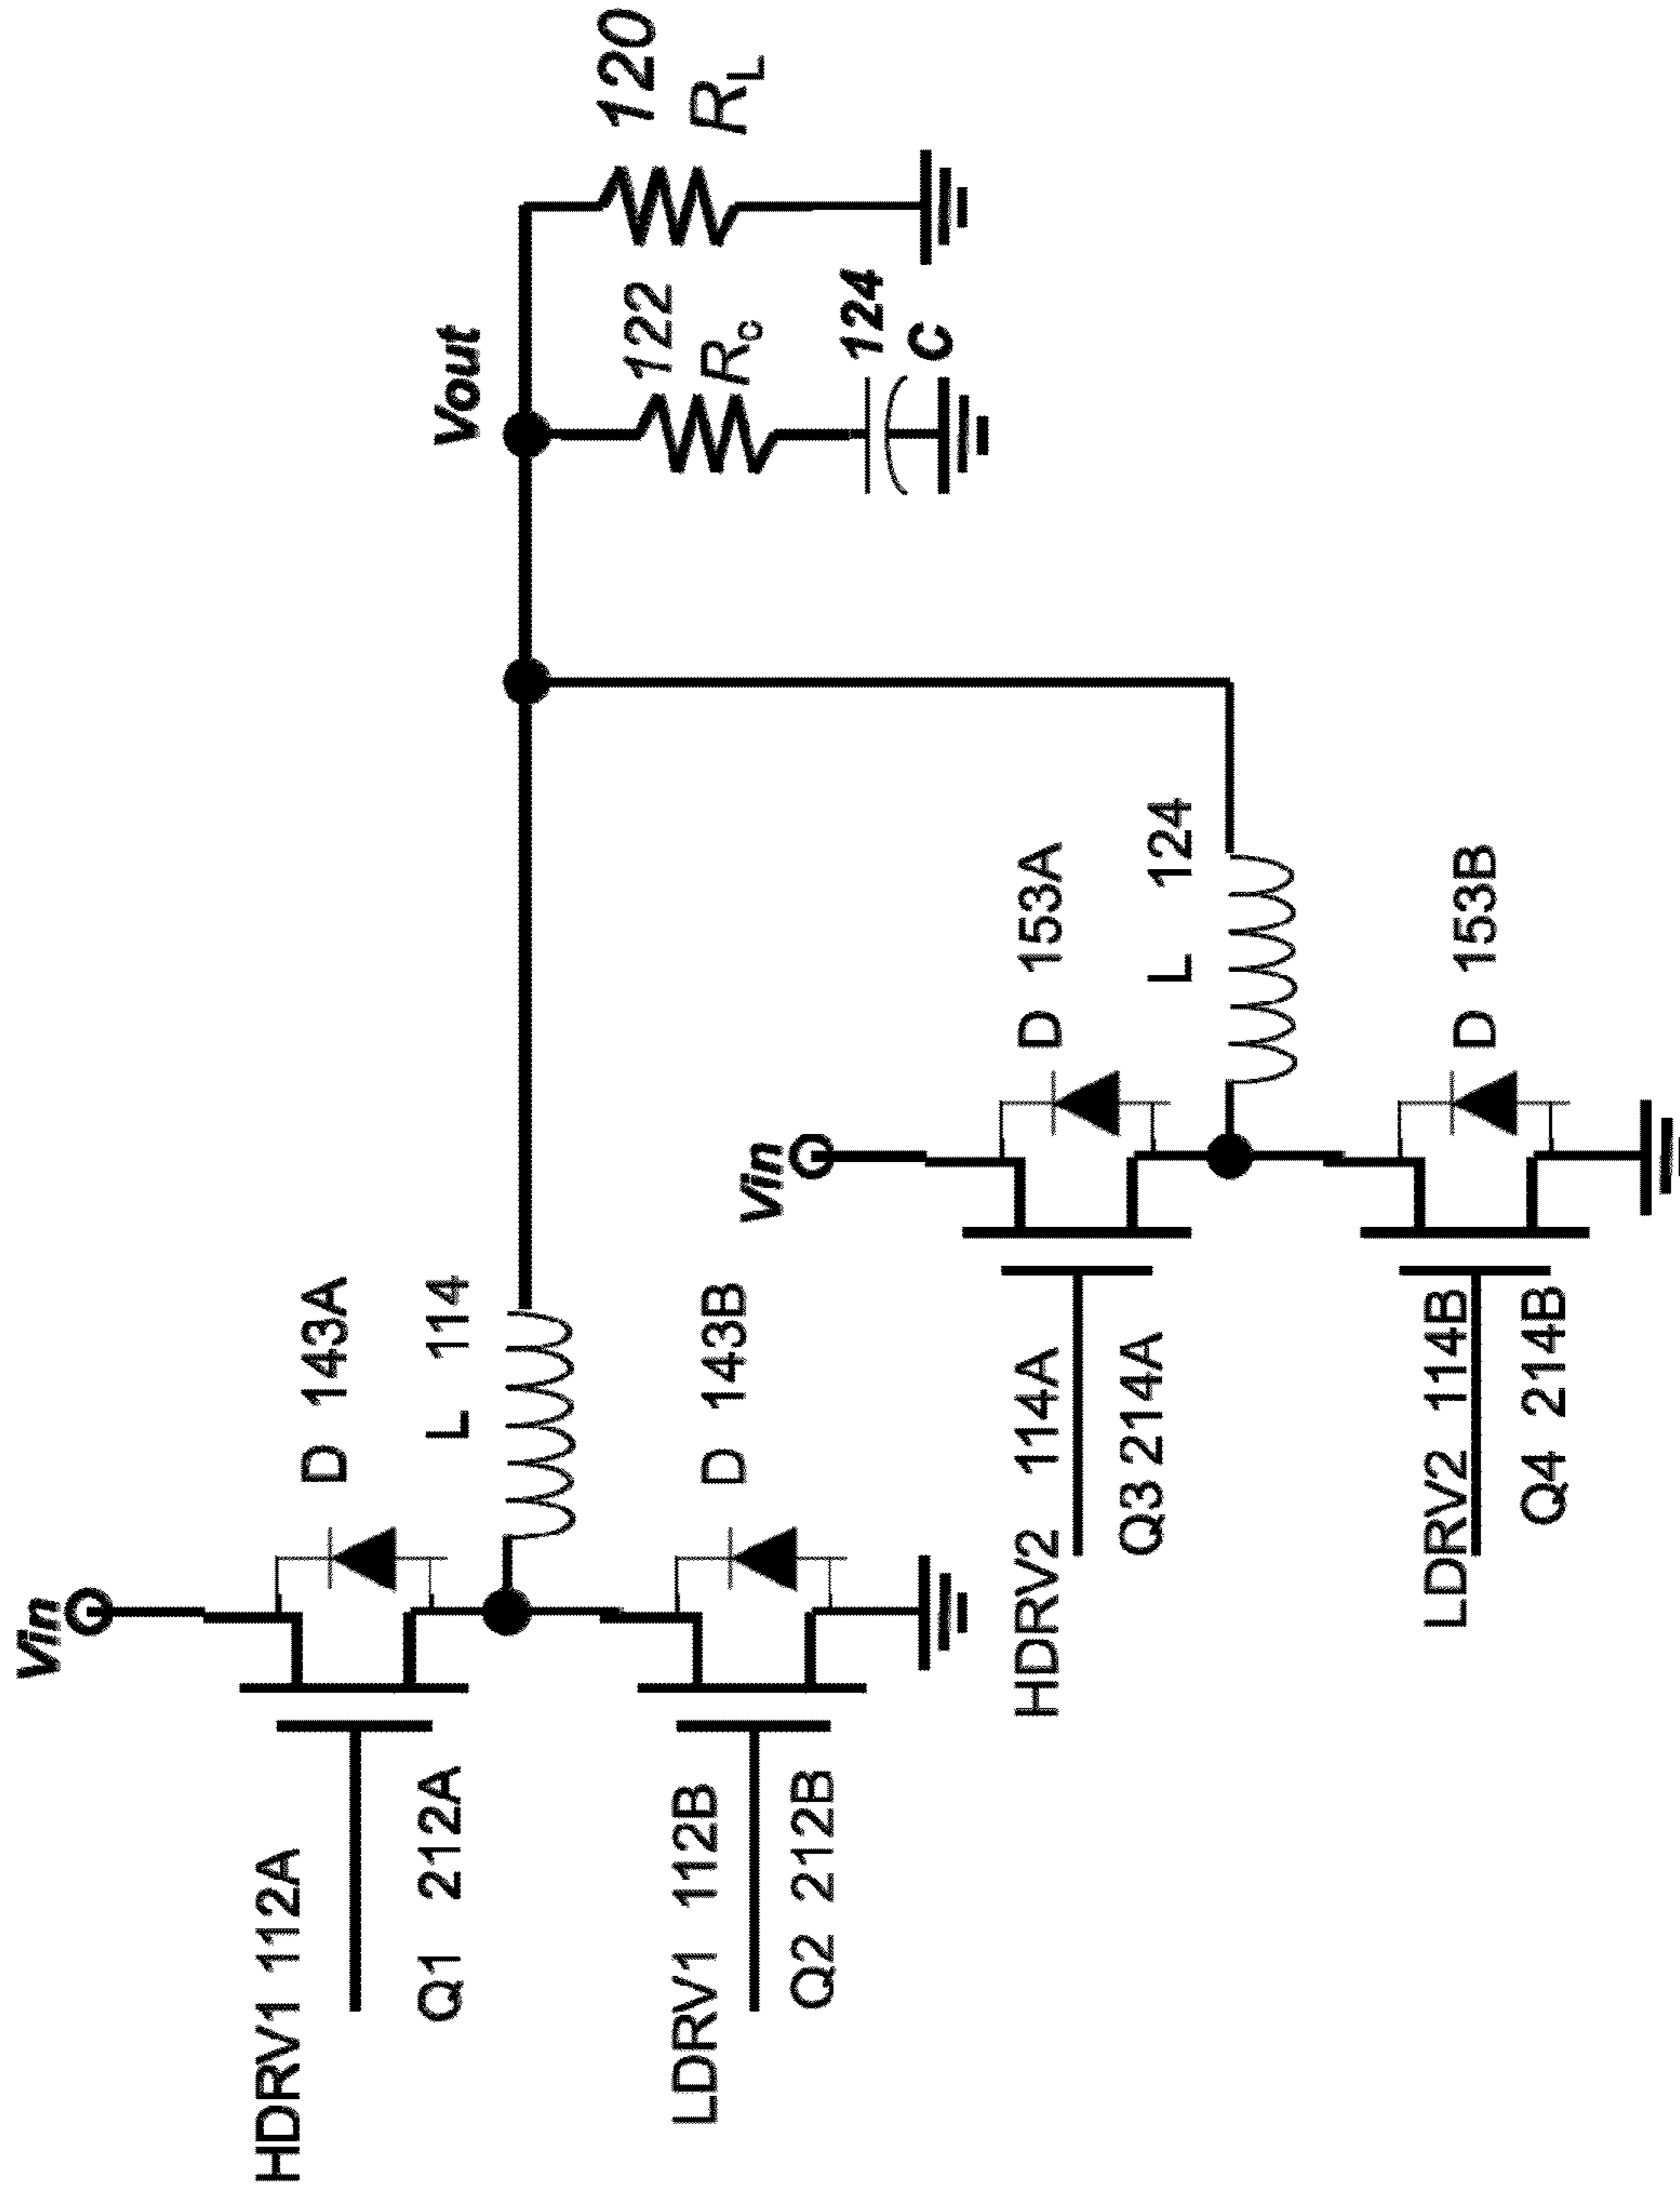 Vin
HDRV1 112A
D 143A
Q1 212A
L 114
Vout
LDRV1 112B
D 143B
Q2 212B
122
R_C
120
R_L
124
C
Vin
HDRV2 114A
D 153A
Q3 214A
L 124
LDRV2 114B
D 153B
Q4 214B